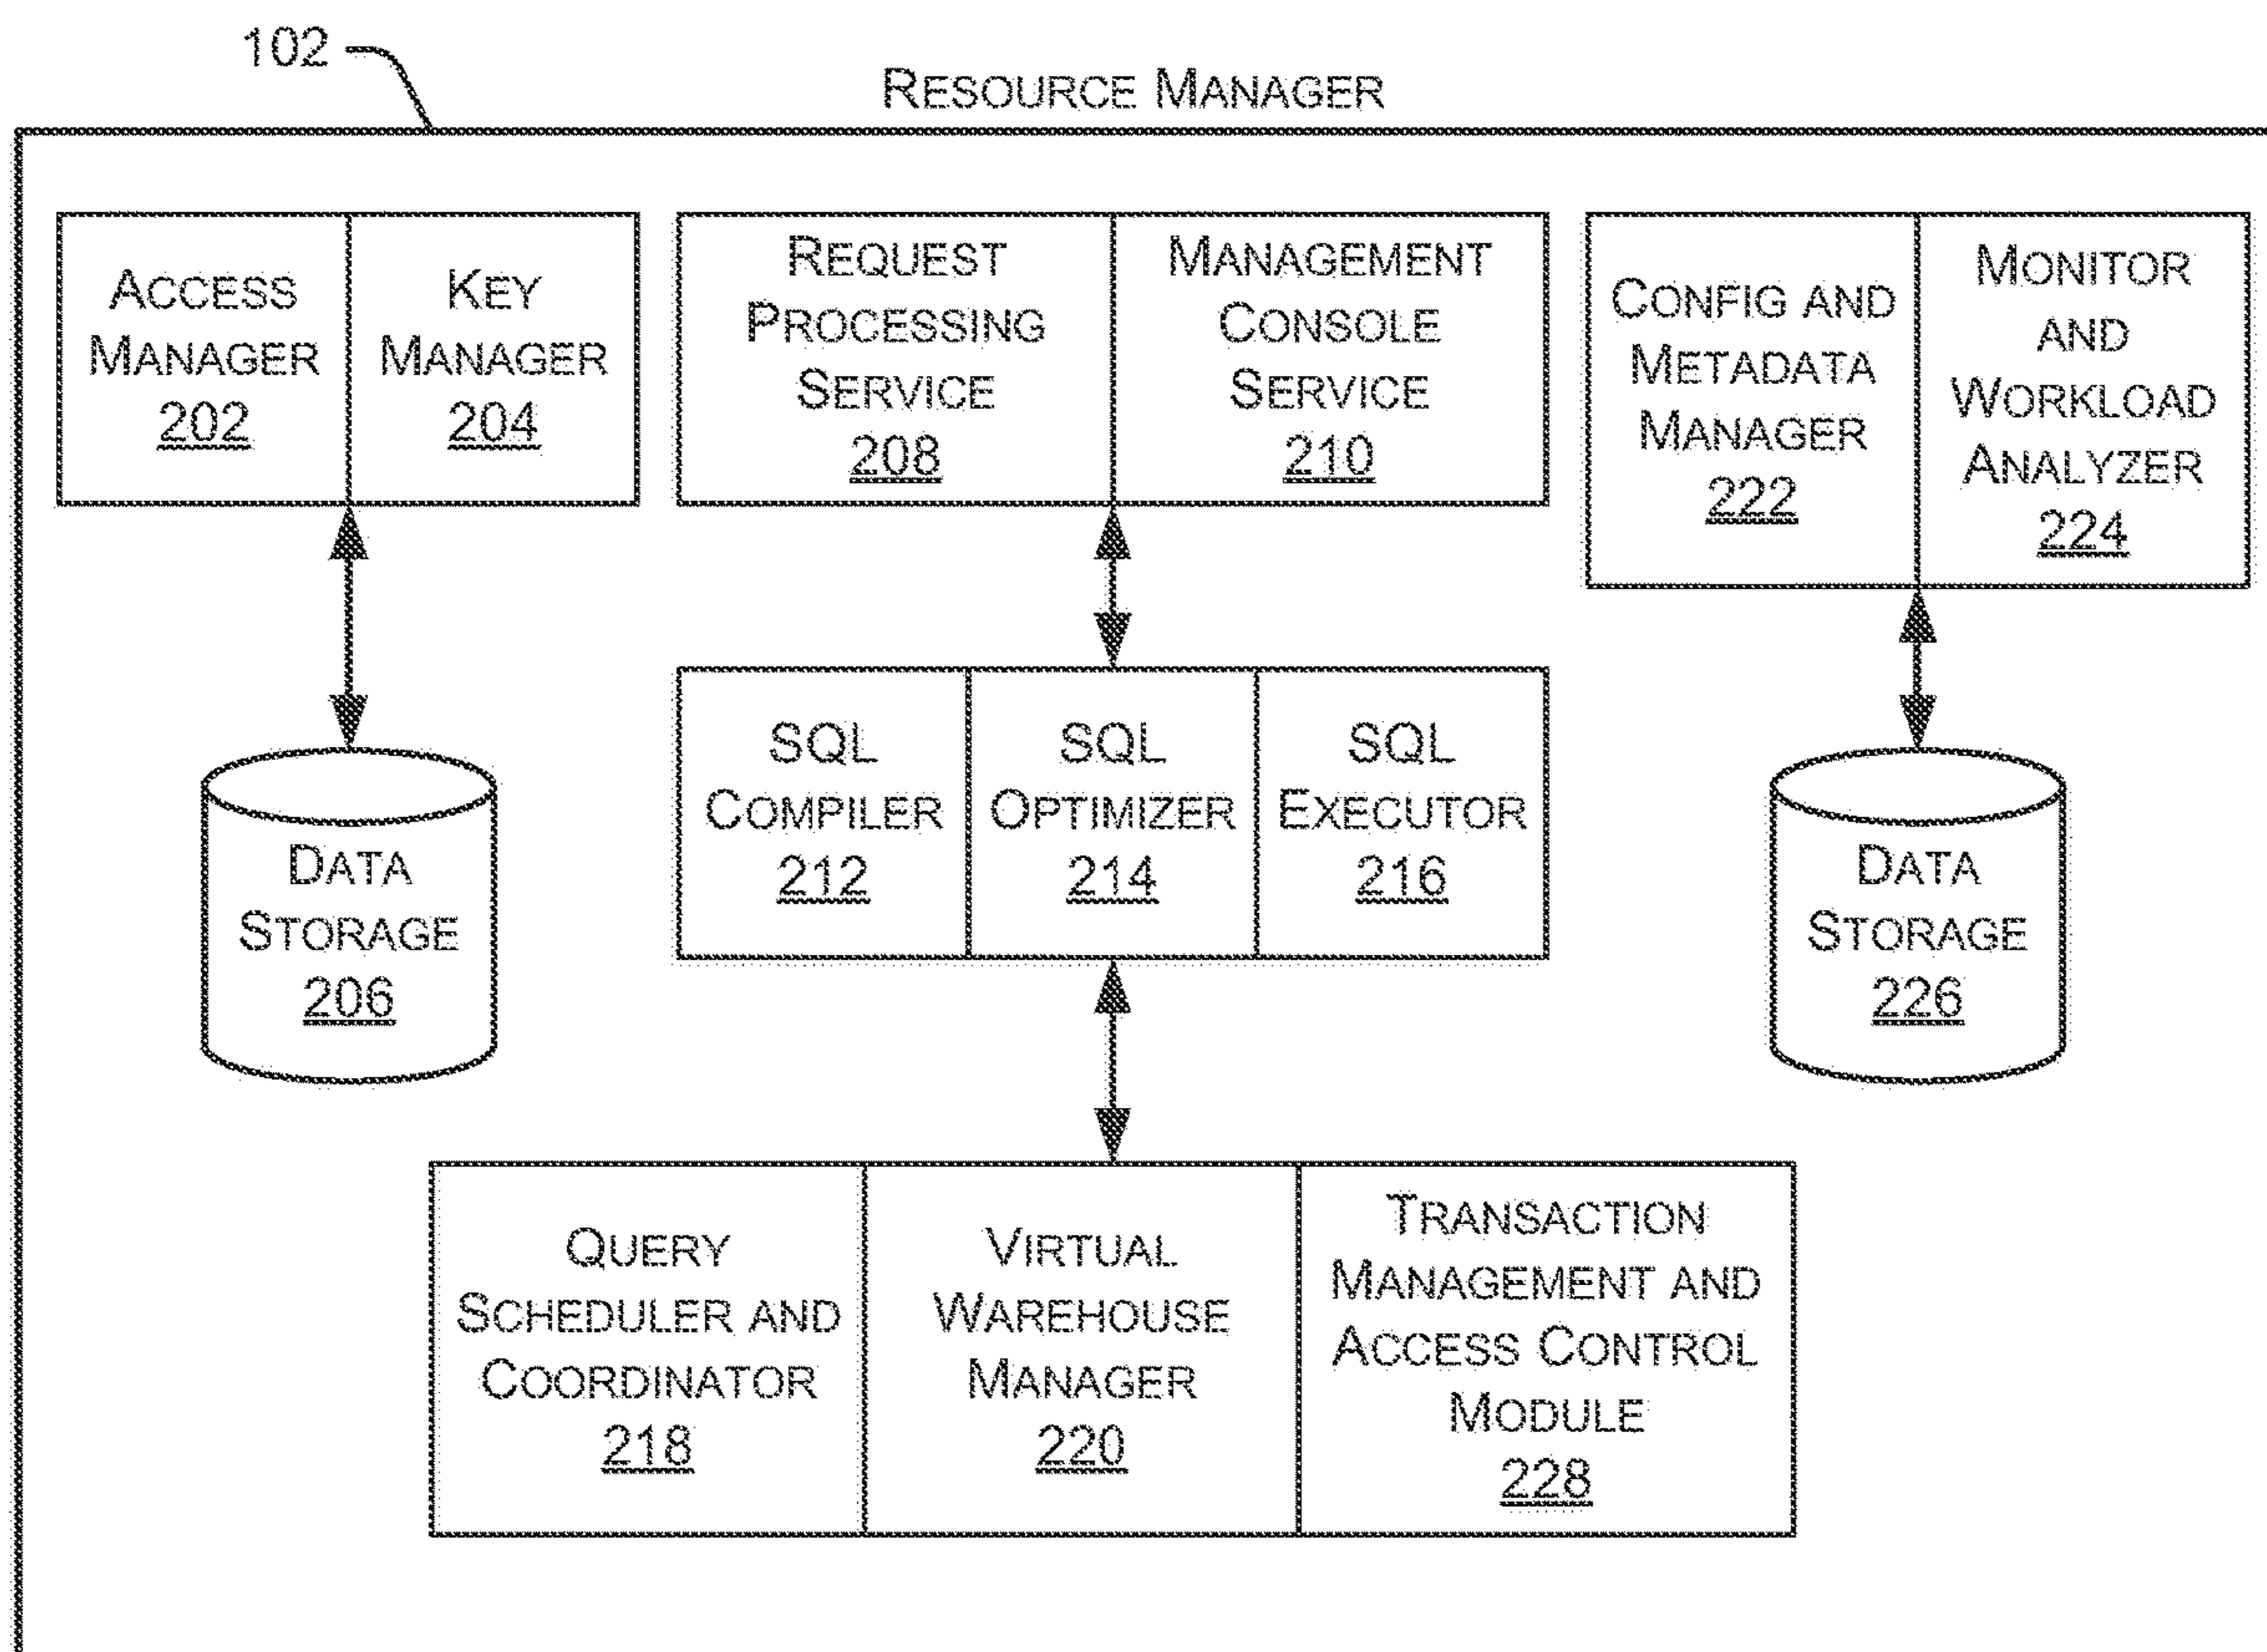 102
RESOURCE MANAGER
ACCESS
MANAGER
202
KEY
MANAGER
204
REQUEST
PROCESSING
SERVICE
208
MANAGEMENT
CONSOLE
SERVICE
210
CONFIG AND
METADATA
MANAGER
222
MONITOR
AND
WORKLOAD
ANALYZER
224
DATA
STORAGE
206
SQL
COMPILER
212
SQL
OPTIMIZER
214
SQL
EXECUTOR
216
DATA
STORAGE
226
QUERY
SCHEDULER AND
COORDINATOR
218
VIRTUAL
WAREHOUSE
MANAGER
220
TRANSACTION
MANAGEMENT AND
ACCESS CONTROL
MODULE
228